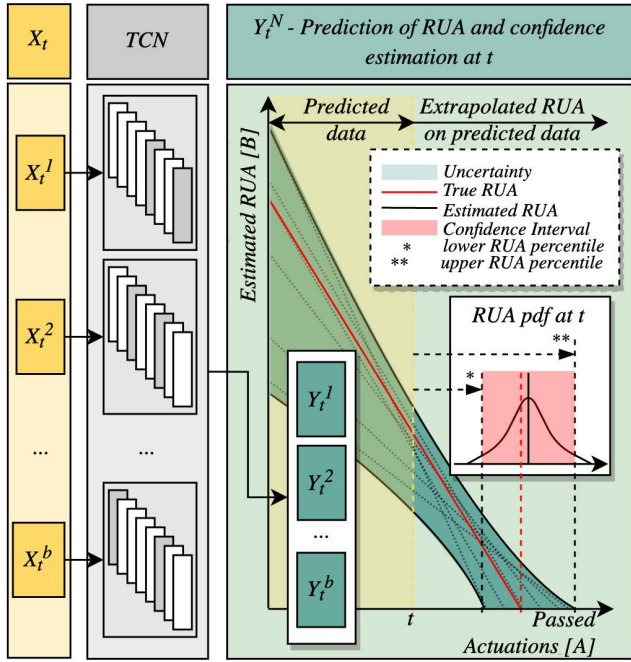 X_t
TCN
Y_t^N - Prediction of RUA and confidence
estimation at t
X_t^1
X_t^2
...
X_t^b
...
Estimated RUA [B]
Predicted
data
Extrapolated RUA
on predicted data
Uncertainty
True RUA
Estimated RUA
Confidence Interval
* lower RUA percentile
** upper RUA percentile
RUA pdf at t
**
*
Y_t^1
Y_t^2
...
Y_t^b
t
Passed
Actuations [A]